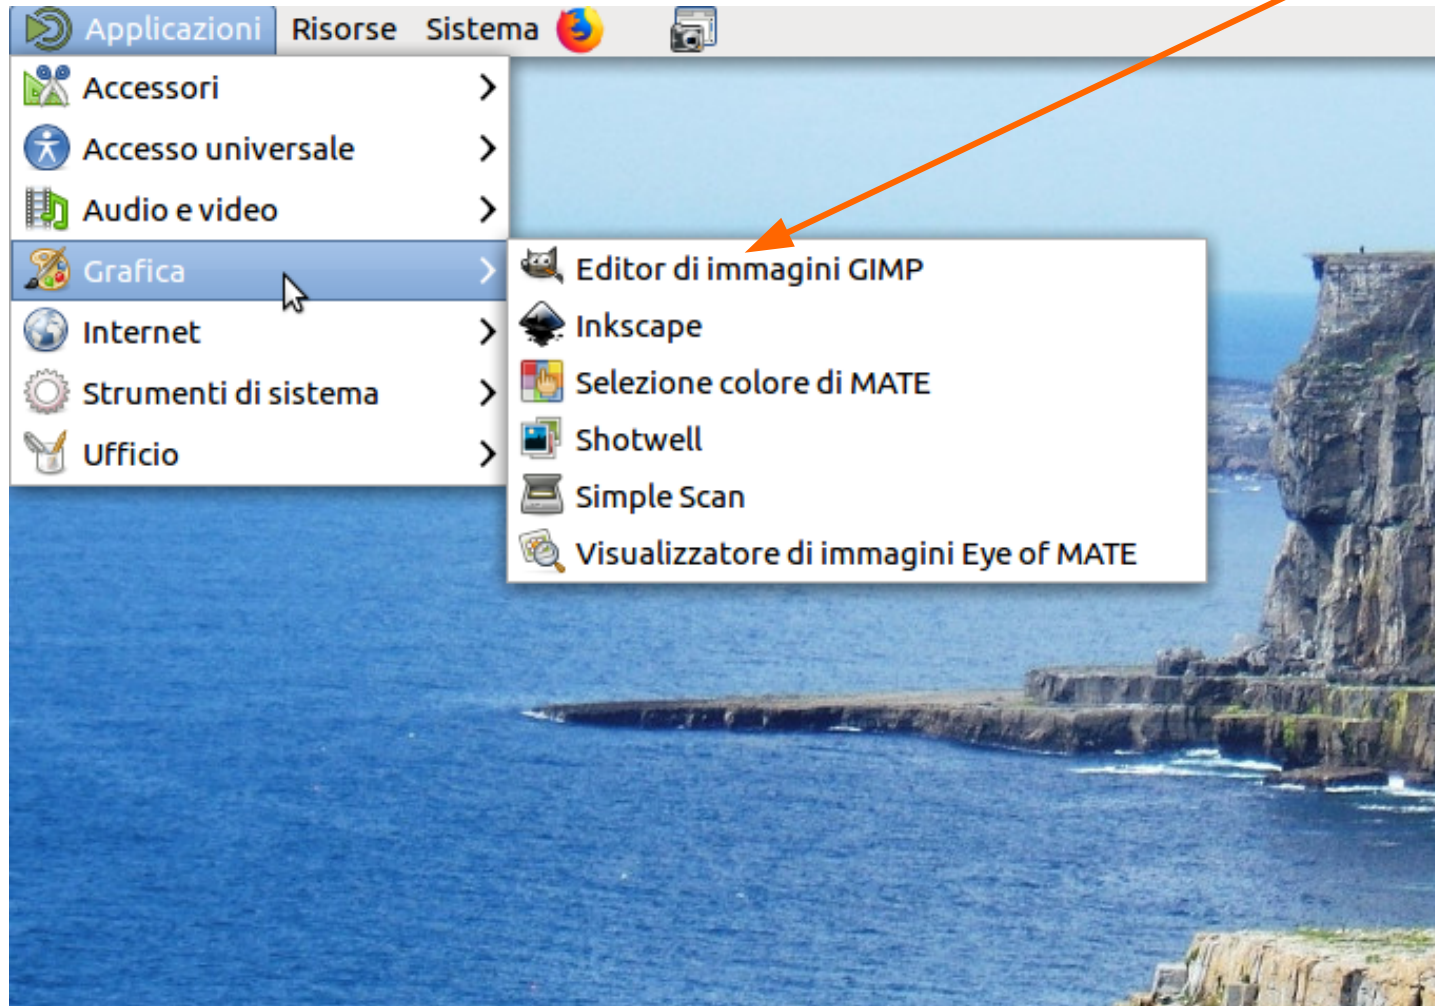 Applicazioni Risorse Sistema
Accessori
Accesso universale
Audio e video
Grafica
Internet
Strumenti di sistema
Ufficio
Editor di immagini GIMP
Inkscape
Selezione colore di MATE
Shotwell
Simple Scan
Visualizzatore di immagini Eye of MATE